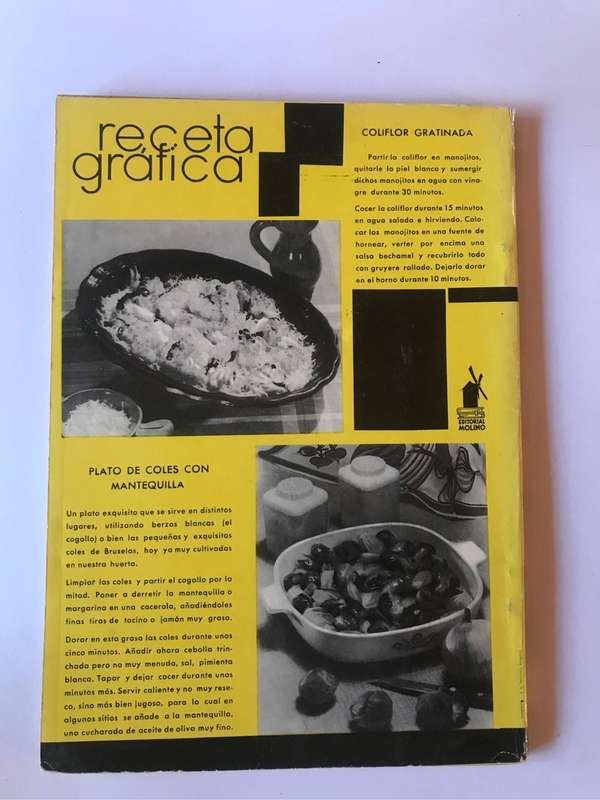 receta
gráfica
COLIFLOR GRATINADA
Partir la coliflor en manojitos,
quitarle la piel blanca y sumergir
dichos manojitos en agua con vina-
gre durante 30 minutos.
Cocer la coliflor durante 15 minutos
en agua salada e hirviendo. Colo-
car los manojitos en una fuente de
hornear, verter por encima una
salsa bechamel y recubrirlo todo
con gruyere rallado. Dejarlo dorar
en el horno durante 10 minutos.
EDITORIAL
MOLINO
PLATO DE COLES CON
MANTEQUILLA
Un plato exquisito que se sirve en distintos
lugares, utilizando berzas blancas (el
cogollo) o bien las pequeñas y exquisitas
coles de Bruselas, hoy ya muy cultivadas
en nuestra huerta.
Limpiar las coles y partir el cogollo por la
mitad. Poner a derretir la mantequilla o
margarina en una cacerola, añadiéndoles
finas tiras de tocino o jamón muy graso.
Dorar en esta grasa las coles durante unos
cinco minutos. Añadir ahora cebolla trin-
chada pero no muy menuda, sal, pimienta
blanca. Tapar y dejar cocer durante unos
minutos más. Servir caliente y no muy rese-
co, sino más bien jugoso, para lo cual en
algunos sitios se añade a la mantequilla,
una cucharada de aceite de oliva muy fino.